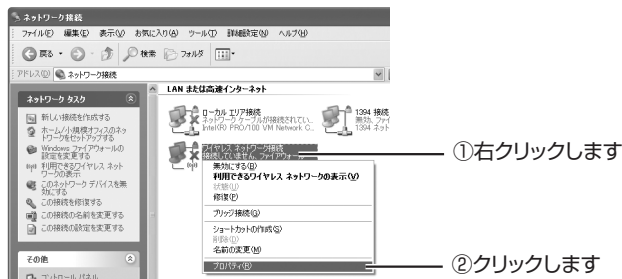 ネットワーク接続
ファイル(F) 編集(E) 表示(V) お気に入り(A) ツール(T) 詳細設定(N) ヘルプ(H)
戻る 検索 フォルダ
アドレス(D) ネットワーク接続
ネットワーク タスク
新しい接続を作成する
ホーム/小規模オフィスのネットワークをセットアップする
Windows ファイアウォールの設定を変更する
利用できるワイヤレス ネットワークの表示
このネットワーク デバイスを無効にする
この接続を修復する
この接続の名前を変更する
この接続の設定を変更する
その他
コントロール パネル
LAN または高速インターネット
ローカル エリア接続
ネットワーク ケーブルが接続されてい...
Intel(R) PRO/100 VM Network C...
1394 接続
無効, ファイ
1394 ネット
ワイヤレス ネットワーク接続
接続していません, ファイアウォール...
無効にする(B)
利用できるワイヤレス ネットワークの表示(V)
状態(U)
修復(P)
ブリッジ接続(G)
ショートカットの作成(S)
削除(D)
名前の変更(M)
プロパティ(R)
①右クリックします
②クリックします